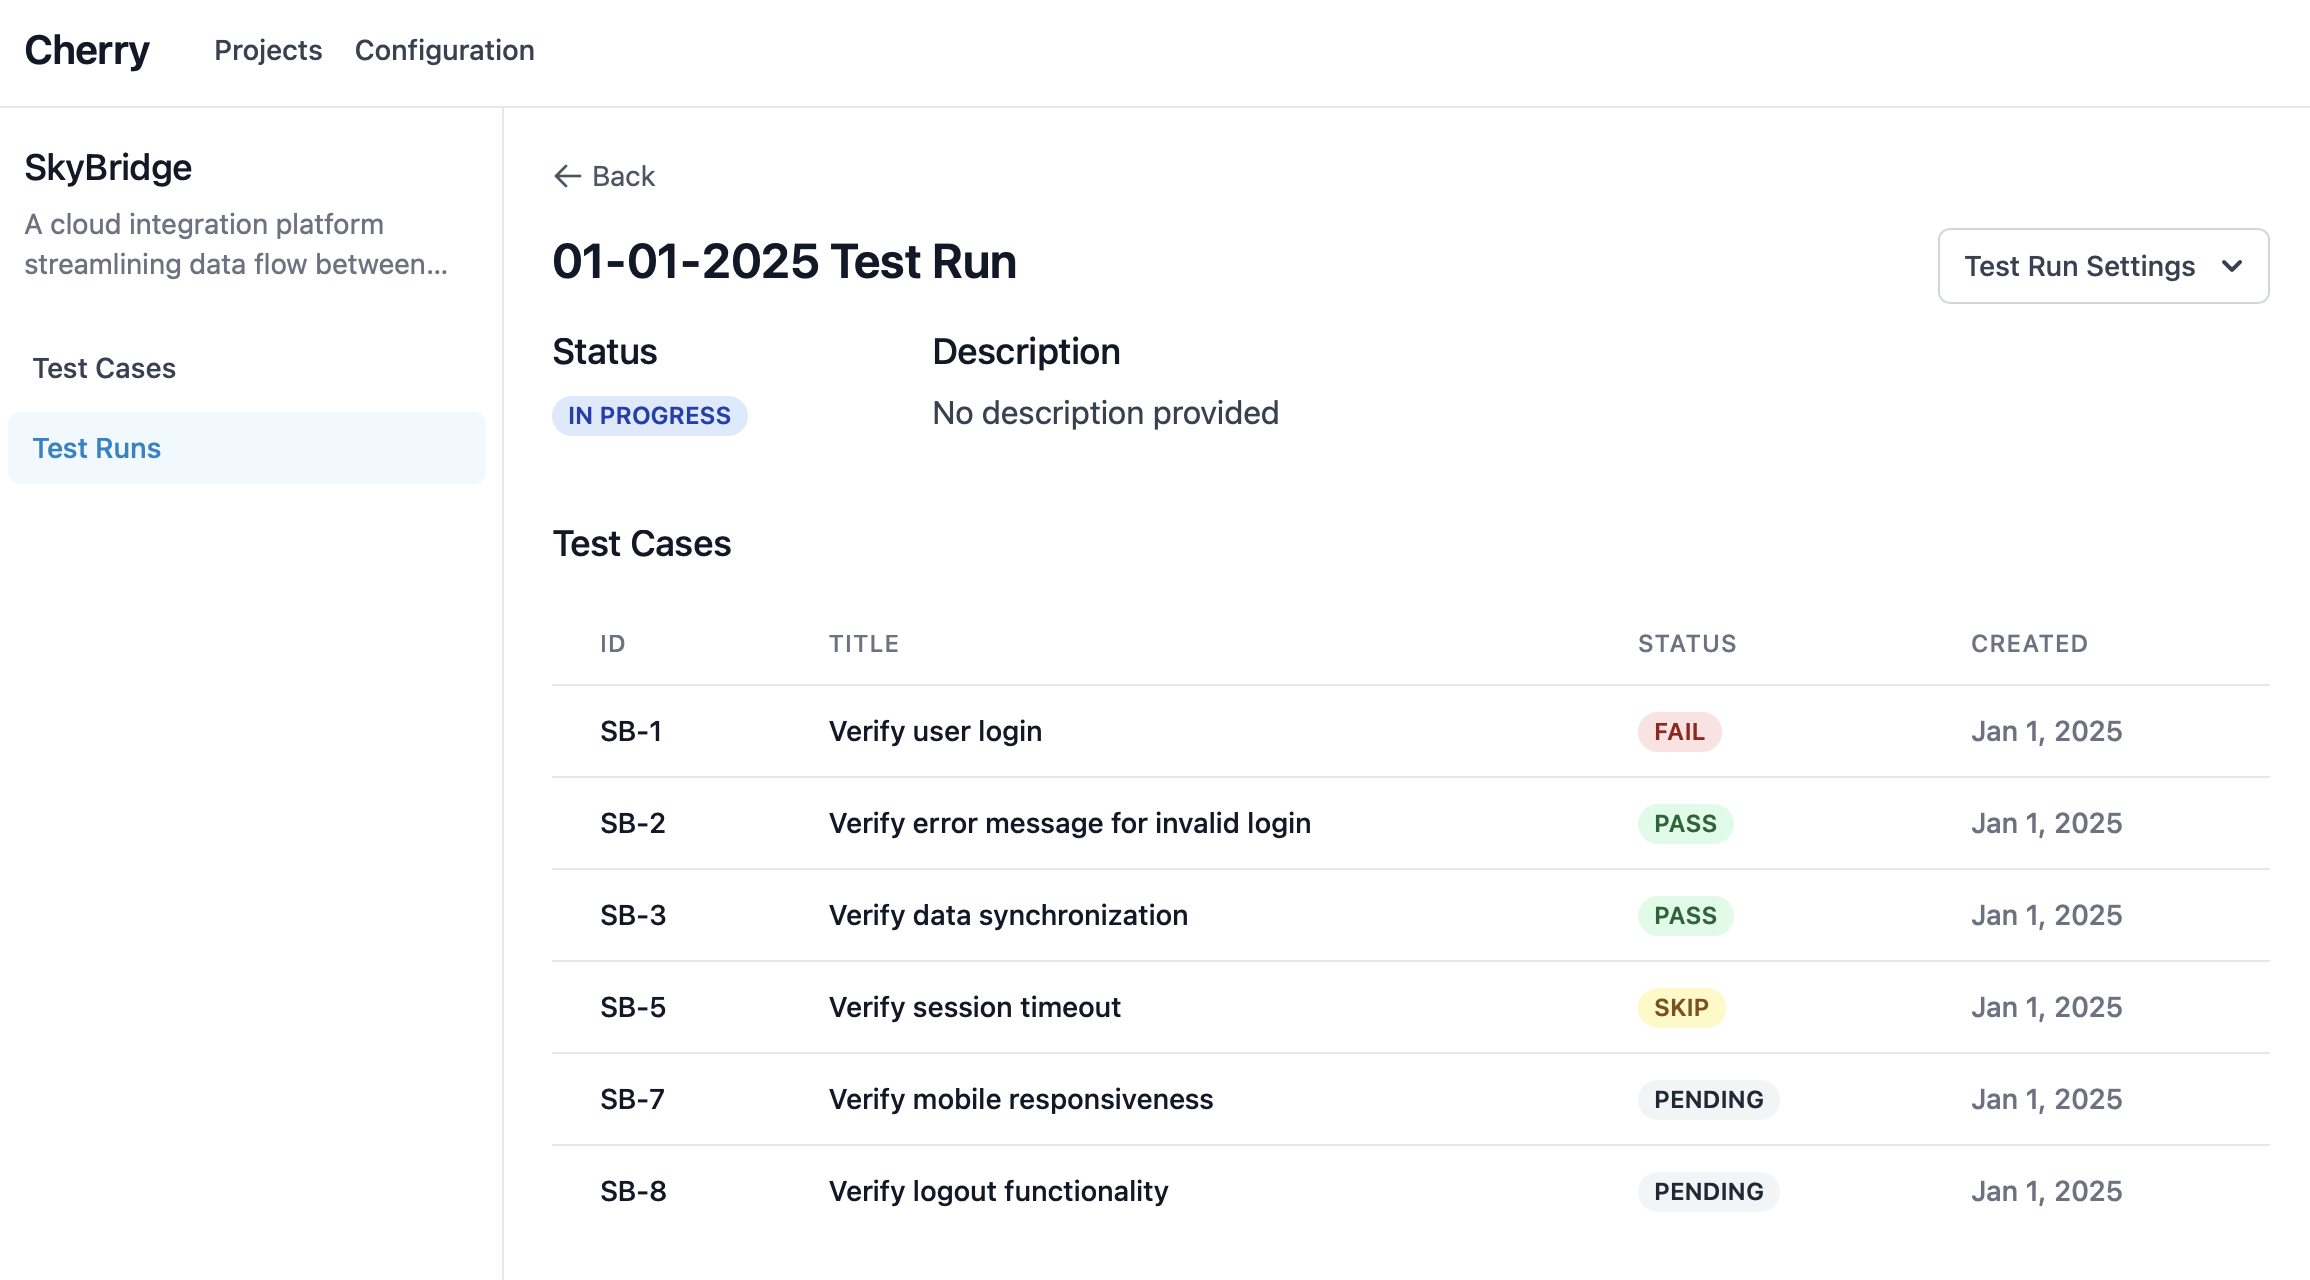 Cherry Projects Configuration
SkyBridge
A cloud integration platform
streamlining data flow between...
Test Cases
Test Runs
Back
01-01-2025 Test Run
Test Run Settings
Status Description
IN PROGRESS No description provided
Test Cases
ID TITLE STATUS CREATED
SB-1 Verify user login FAIL Jan 1, 2025
SB-2 Verify error message for invalid login PASS Jan 1, 2025
SB-3 Verify data synchronization PASS Jan 1, 2025
SB-5 Verify session timeout SKIP Jan 1, 2025
SB-7 Verify mobile responsiveness PENDING Jan 1, 2025
SB-8 Verify logout functionality PENDING Jan 1, 2025